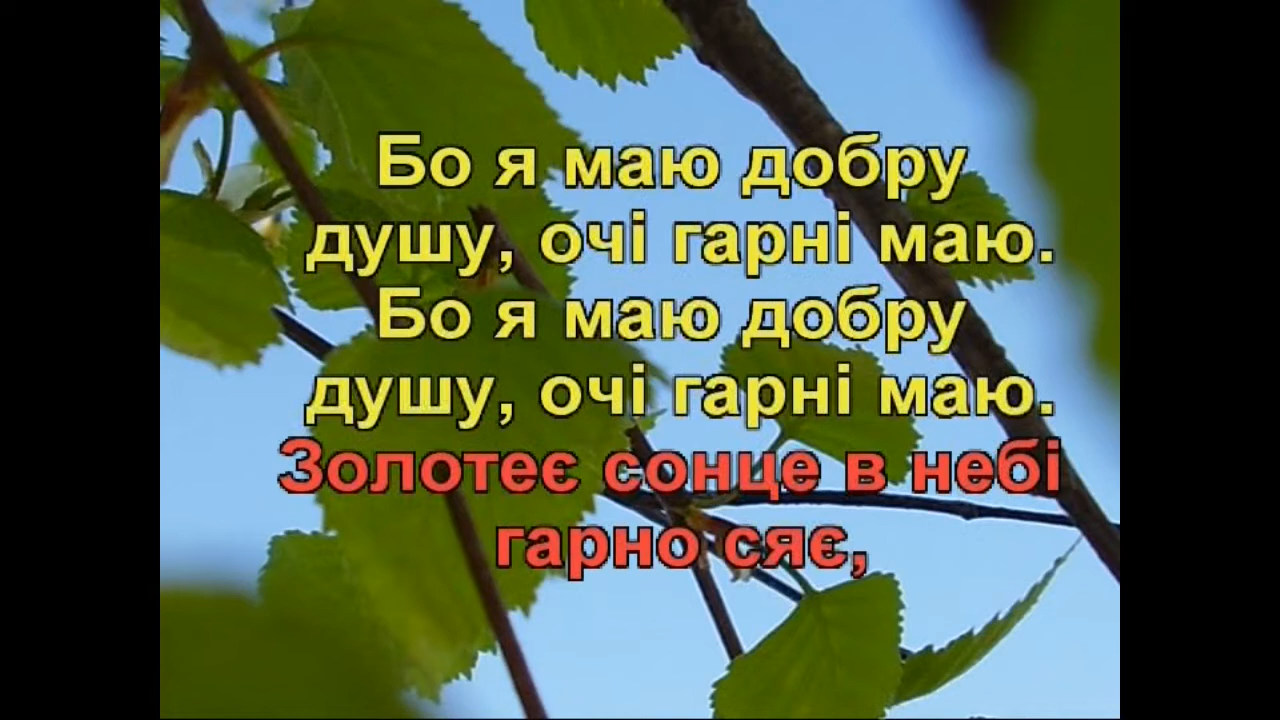 Бо я маю добру
душу, очі гарні маю.
Бо я маю добру
душу, очі гарні маю.
Золотеє сонце в небі
гарно сяє,